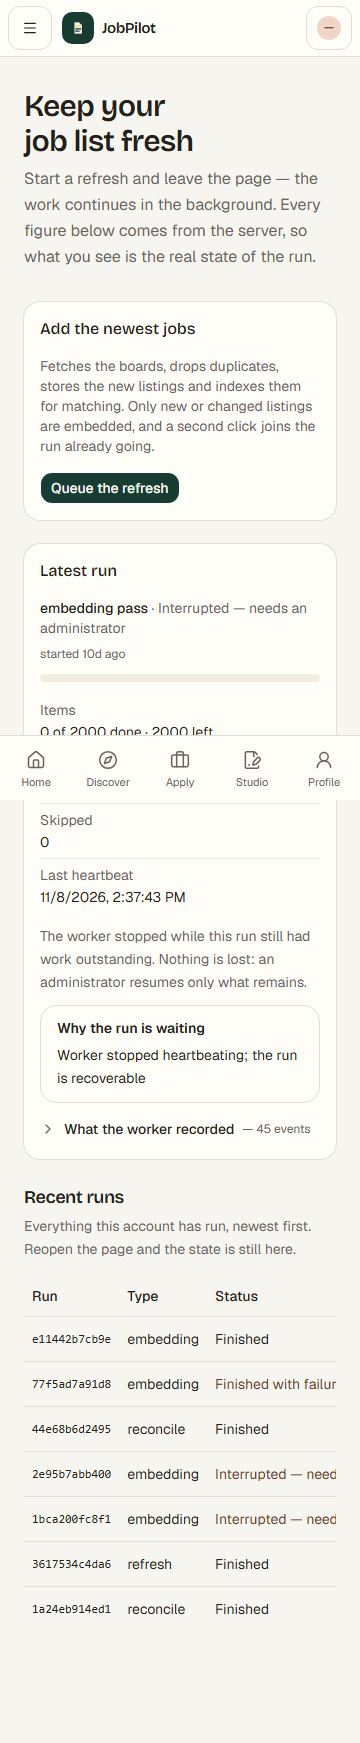 JobPilot
Keep your
job list fresh
Start a refresh and leave the page — the
work continues in the background. Every
figure below comes from the server, so
what you see is the real state of the run.
Add the newest jobs
Fetches the boards, drops duplicates,
stores the new listings and indexes them
for matching. Only new or changed listings
are embedded, and a second click joins the
run already going.
Queue the refresh
Latest run
embedding pass · Interrupted — needs an
administrator
started 10d ago
Items
0 of 2000 done · 2000 left
Home Discover Apply Studio Profile
Skipped
0
Last heartbeat
11/8/2026, 2:37:43 PM
The worker stopped while this run still had
work outstanding. Nothing is lost: an
administrator resumes only what remains.
Why the run is waiting
Worker stopped heartbeating; the run
is recoverable
What the worker recorded — 45 events
Recent runs
Everything this account has run, newest first.
Reopen the page and the state is still here.
Run Type Status
e11442b7cb9e embedding Finished
77f5ad7a91d8 embedding Finished with failur
44e68b6d2495 reconcile Finished
2e95b7abb400 embedding Interrupted — need
1bca200fc8f1 embedding Interrupted — need
3617534c4da6 refresh Finished
1a24eb914ed1 reconcile Finished